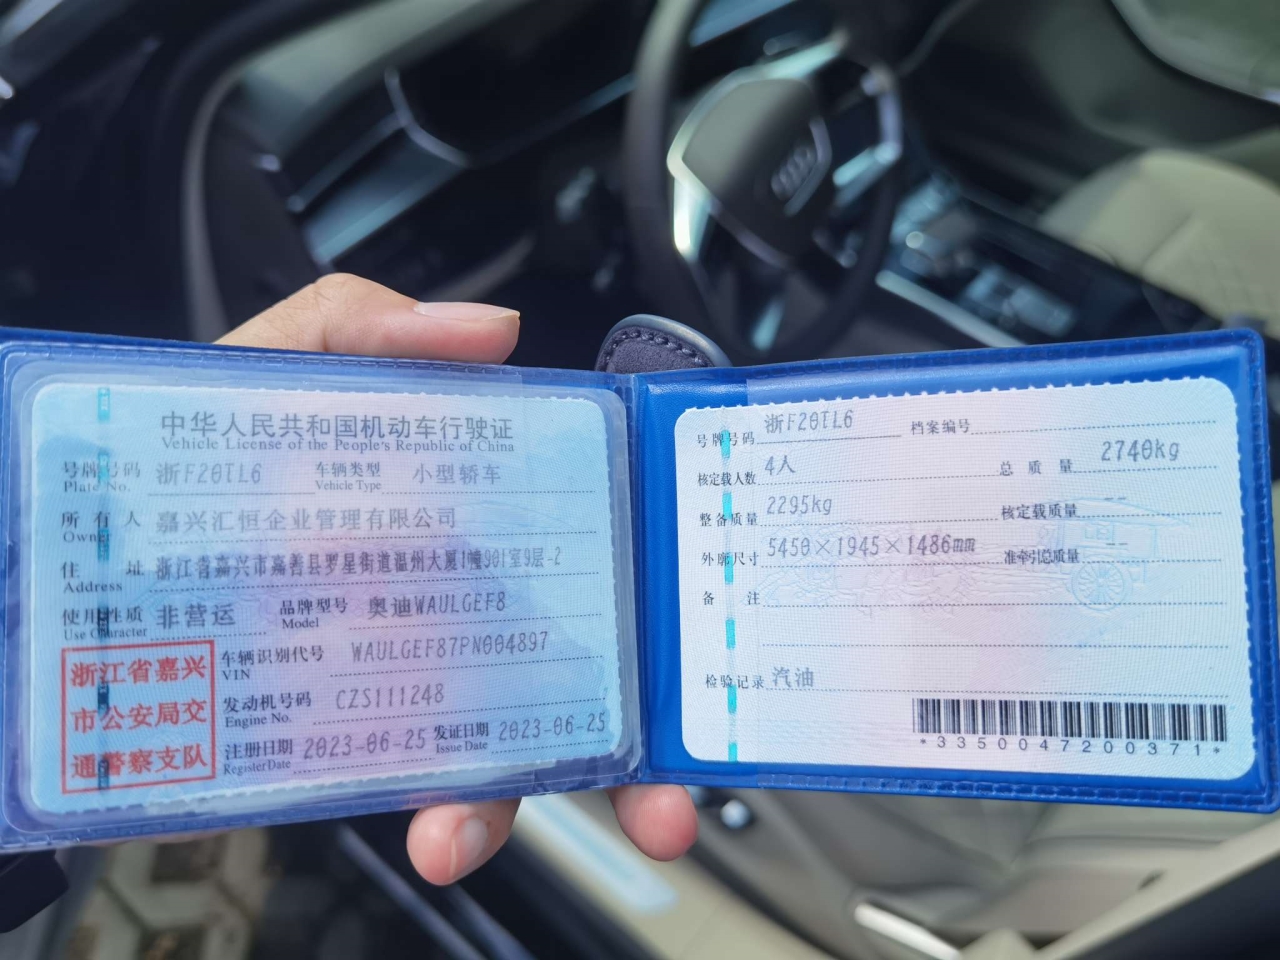 中华人民共和国机动车行驶证
Vehicle License of the People's Republic of China
号牌号码 浙F20TL6 车辆类型 小型轿车
Plate No. Vehicle Type
所有人 嘉兴汇恒企业管理有限公司
Owner
住址 浙江省嘉兴市嘉善县罗星街道温州大厦1幢901室9层-2
Address
使用性质 非营运 品牌型号 奥迪WAULGEF8
Use Character Model
浙江省嘉兴
市公安局交
通警察支队
车辆识别代号 WAULGEF87PN004897
VIN
发动机号码 CZS111248
Engine No.
注册日期 2023-06-25 发证日期 2023-06-25
Register Date Issue Date
号牌号码 浙F20TL6 档案编号
核定载人数 4人 总质量 2740kg
整备质量 2295kg 核定载质量 --
外廓尺寸 5450×1945×1486mm 准牵引总质量 --
备注
检验记录 汽油
*3350047200371*